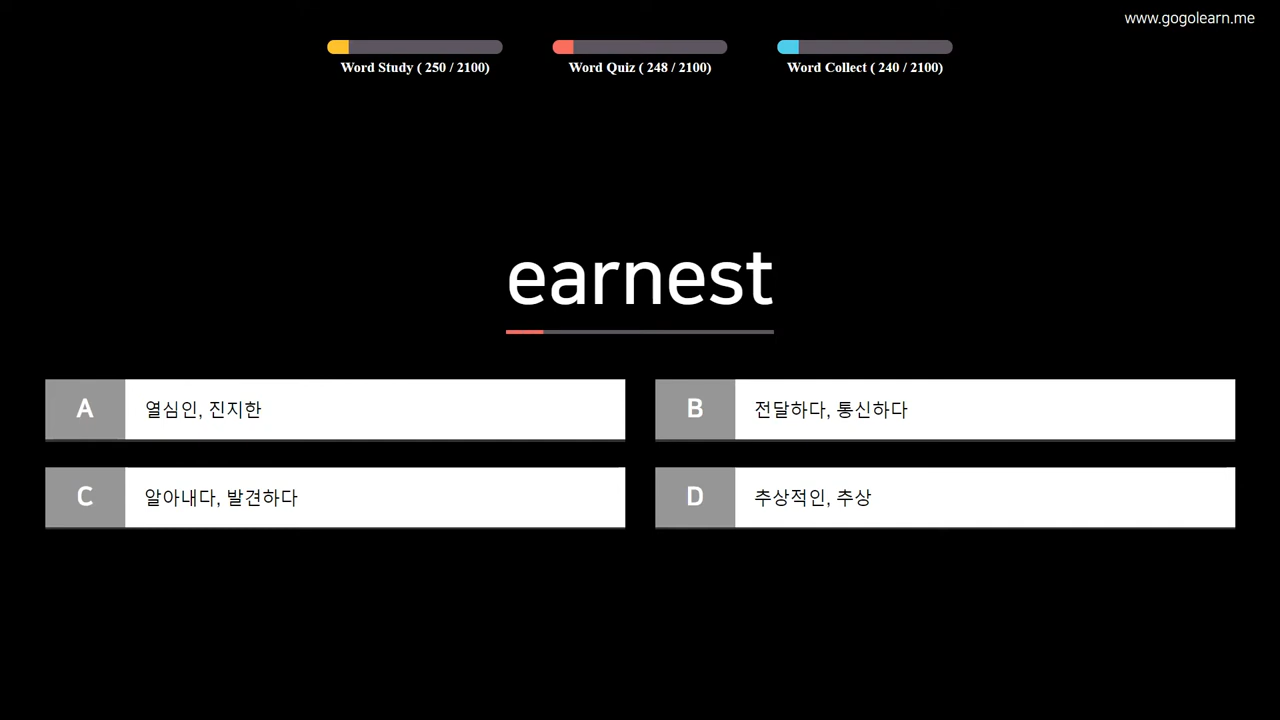 www.gogolearn.me
Word Study ( 250 / 2100)
Word Quiz ( 248 / 2100)
Word Collect ( 240 / 2100)
earnest
A 열심인, 진지한
B 전달하다, 통신하다
C 알아내다, 발견하다
D 추상적인, 추상